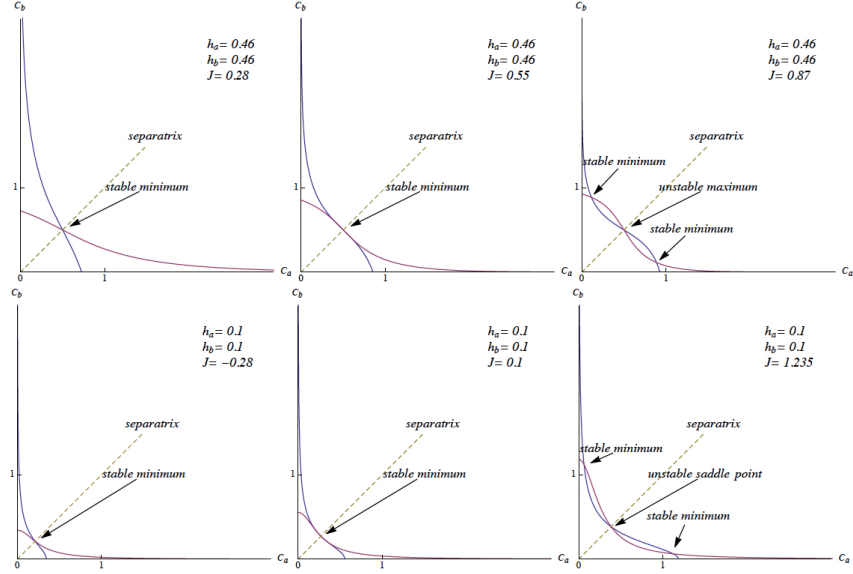 C_b
h_a = 0.46
h_b = 0.46
J = 0.28
separatrix
stable minimum
1
0
1
C_a
C_b
h_a = 0.46
h_b = 0.46
J = 0.55
separatrix
stable minimum
1
0
1
C_a
C_b
h_a = 0.46
h_b = 0.46
J = 0.87
separatrix
stable minimum
unstable maximum
stable minimum
1
0
1
C_a
C_b
h_a = 0.1
h_b = 0.1
J = −0.28
separatrix
stable minimum
1
0
1
C_a
C_b
h_a = 0.1
h_b = 0.1
J = 0.1
separatrix
stable minimum
1
0
1
C_a
C_b
h_a = 0.1
h_b = 0.1
J = 1.235
separatrix
stable minimum
unstable saddle point
stable minimum
1
0
1
C_a